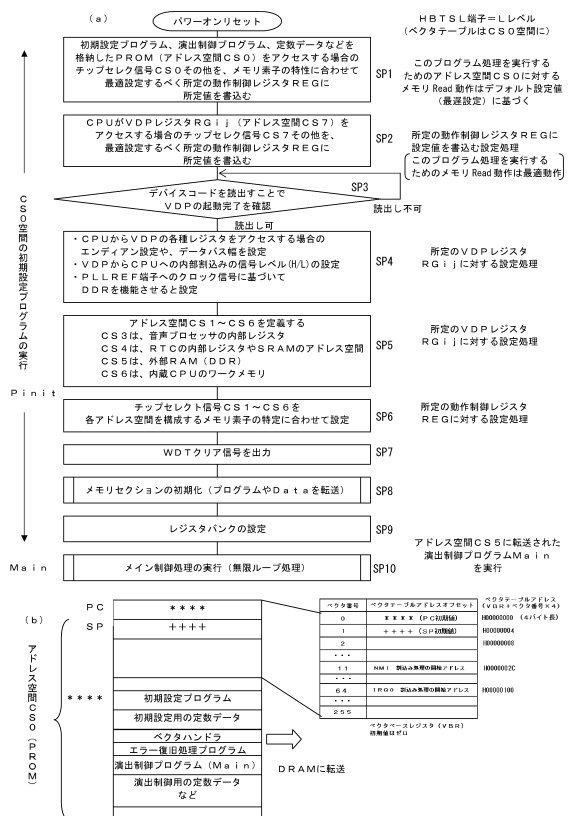 (a)
パワーオンリセット
HBTSL端子=Lレベル
(ベクタテーブルはCS0空間に)
初期設定プログラム、演出制御プログラム、定数データなどを
格納したPROM(アドレス空間CS0)をアクセスする場合の
チップセレク信号CS0その他を、メモリ素子の特性に合わせて
最適設定するべく所定の動作制御レジスタREGに
所定値を書込む
SP1
このプログラム処理を実行する
ためのアドレス空間CS0に対する
メモリRead動作はデフォルト設定値
(最遅設定)に基づく
CPUがVDPレジスタRGij(アドレス空間CS7)を
アクセスする場合のチップセレク信号CS7その他を、
最適設定するべく所定の動作制御レジスタREGに
所定値を書込む
SP2
所定の動作制御レジスタREGに
設定値を書込む設定処理
このプログラム処理を実行する
ためのメモリRead動作は最適動作
SP3
デバイスコードを読出すことで
VDPの起動完了を確認
読出し不可
読出し可
・CPUからVDPの各種レジスタをアクセスする場合の
エンディアン設定や、データバス幅を設定
・VDPからCPUへの内部割込みの信号レベル(H/L)の設定
・PLLREF端子へのクロック信号に基づいて
DDRを機能させると設定
SP4
所定のVDPレジスタ
RGijに対する設定処理
アドレス空間CS1~CS6を定義する
CS3は、音声プロセッサの内部レジスタ
CS4は、RTCの内部レジスタやSRAMのアドレス空間
CS5は、外部RAM(DDR)
CS6は、内蔵CPUのワークメモリ
SP5
所定のVDPレジスタ
RGijに対する設定処理
チップセレクト信号CS1~CS6を
各アドレス空間を構成するメモリ素子の特定に合わせて設定
SP6
所定の動作制御レジスタ
REGに対する設定処理
WDTクリア信号を出力
SP7
メモリセクションの初期化(プログラムやDataを転送)
SP8
レジスタバンクの設定
SP9
メイン制御処理の実行(無限ループ処理)
SP10
アドレス空間CS5に転送された
演出制御プログラムMain
を実行
CS0空間の初期設定プログラムの実行
Pinit
Main
(b)
アドレス空間CS0(PROM)
PC
****
SP
++++
****
初期設定プログラム
初期設定用の定数データ
ベクタハンドラ
エラー復旧処理プログラム
演出制御プログラム(Main)
演出制御用の定数データ
など
DRAMに転送
ベクタ番号 ベクタテーブルアドレスオフセット
ベクタテーブルアドレス
(VBR+ベクタ番号×4)
0 ****(PC初期値) H00000000 (4バイト長)
1 ++++(SP初期値) H00000004
2 H00000008
・・・
11 NMI 割込み処理の開始アドレス H0000002C
・・・
64 IRQ0 割込み処理の開始アドレス H00000100
・・・
255
ベクタベースレジスタ(VBR)
初期値はゼロ